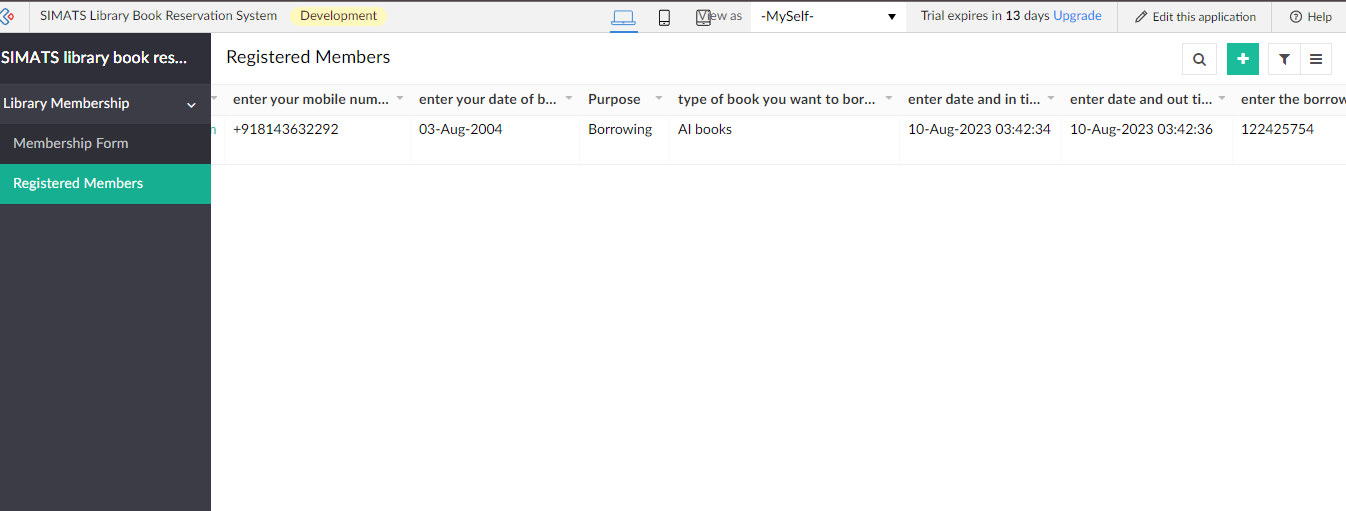 SIMATS Library Book Reservation System Development View as -MySelf- Trial expires in 13 days Upgrade Edit this application Help
SIMATS library book res... Registered Members
Library Membership
enter your mobile num... enter your date of b... Purpose type of book you want to bor... enter date and in ti... enter date and out ti... enter the borrow
+918143632292 03-Aug-2004 Borrowing AI books 10-Aug-2023 03:42:34 10-Aug-2023 03:42:36 122425754
Membership Form
Registered Members